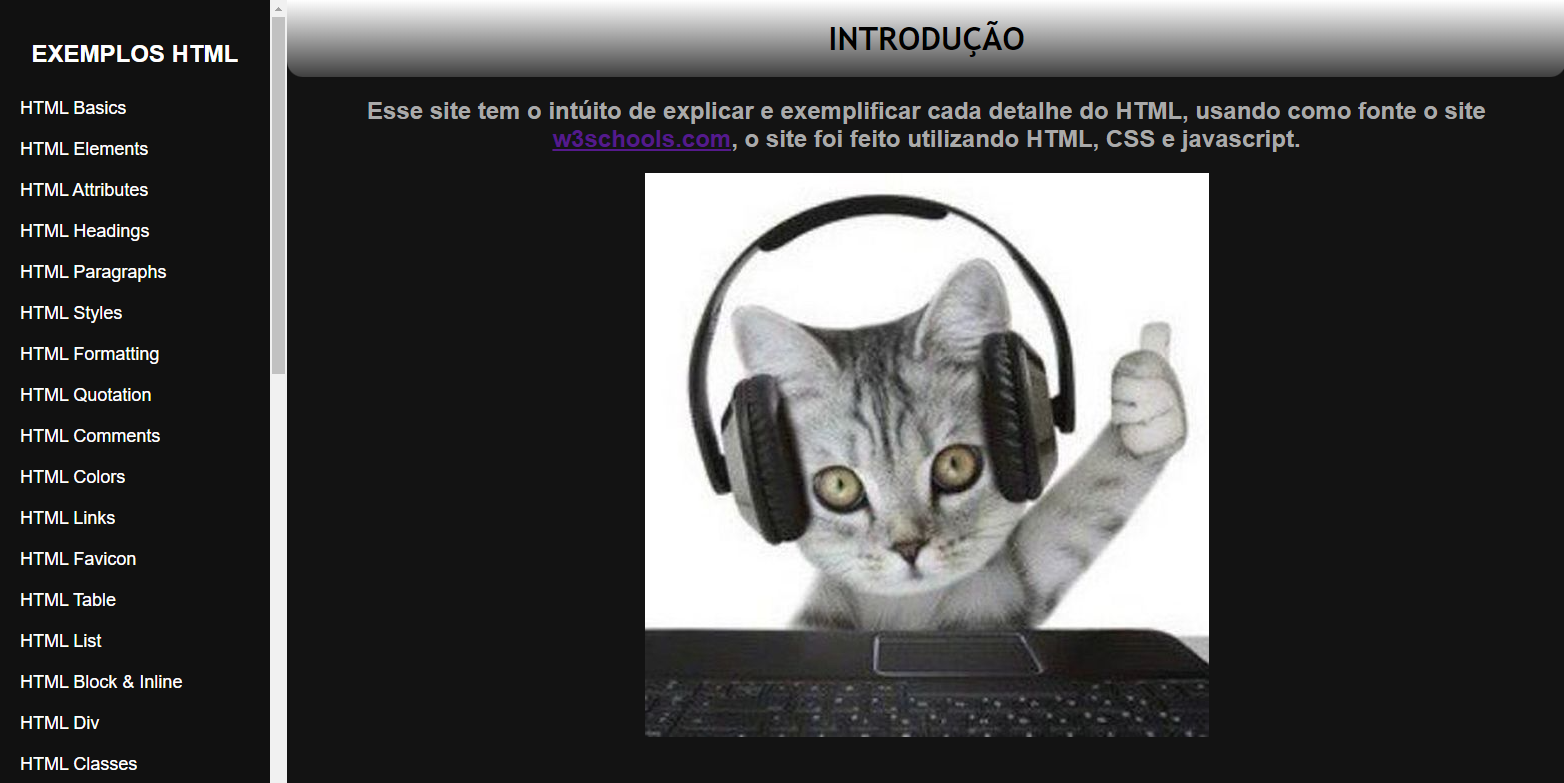 EXEMPLOS HTML
HTML Basics
HTML Elements
HTML Attributes
HTML Headings
HTML Paragraphs
HTML Styles
HTML Formatting
HTML Quotation
HTML Comments
HTML Colors
HTML Links
HTML Favicon
HTML Table
HTML List
HTML Block & Inline
HTML Div
HTML Classes
INTRODUÇÃO
Esse site tem o intúito de explicar e exemplificar cada detalhe do HTML, usando como fonte o site
w3schools.com, o site foi feito utilizando HTML, CSS e javascript.